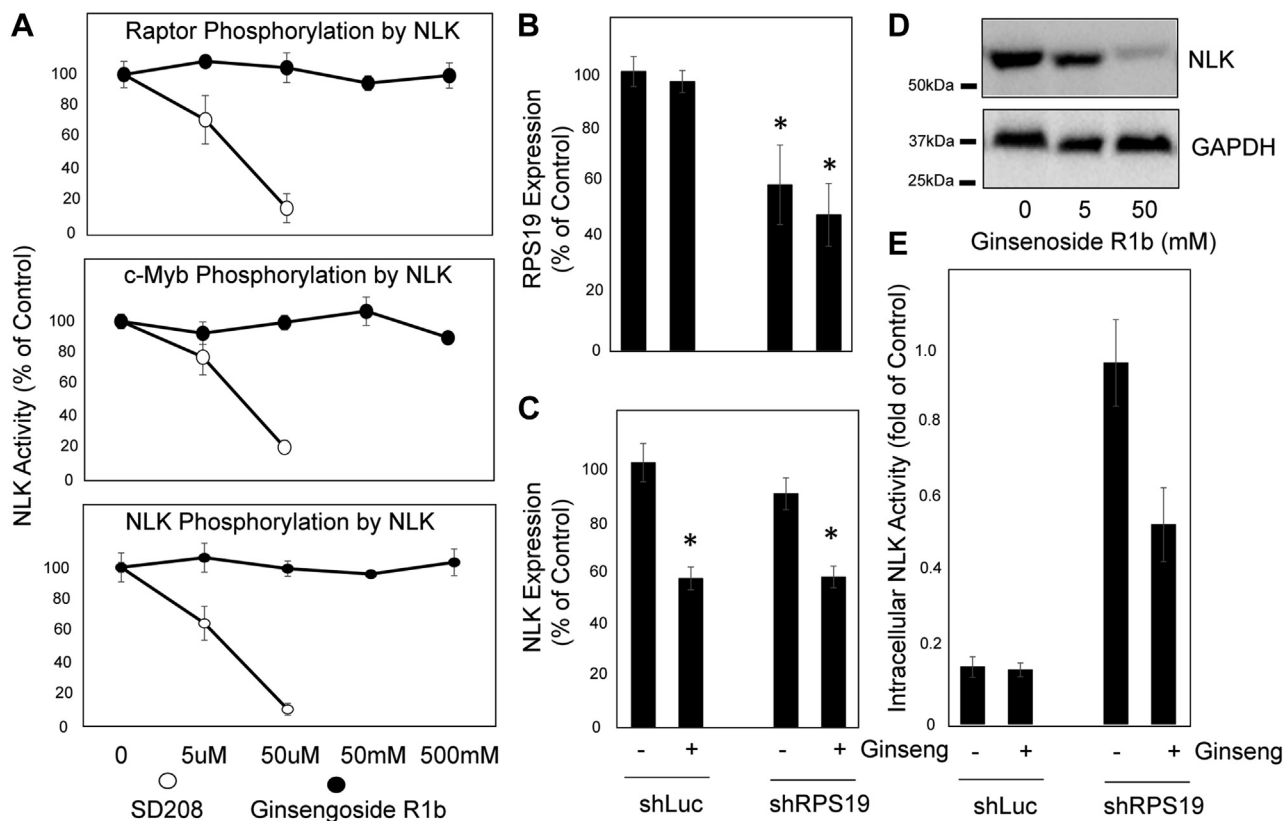 A
Raptor Phosphorylation by NLK
100
80
60
40
20
0
c-Myb Phosphorylation by NLK
100
80
60
40
20
0
NLK Phosphorylation by NLK
100
80
60
40
20
0
NLK Activity (% of Control)
0 5uM 50uM 50mM 500mM
SD208 Ginsengoside R1b
B
RPS19 Expression
(% of Control)
100
80
60
40
20
0
* *
C
NLK Expression
(% of Control)
100
80
60
40
20
0
* *
- + - + Ginseng
shLuc shRPS19
D
NLK
50kDa
37kDa
GAPDH
25kDa
0 5 50
Ginsenoside R1b (mM)
E
Intracellular NLK Activity (fold of Control)
1.0
0.8
0.6
0.4
0.2
0
- + - + Ginseng
shLuc shRPS19